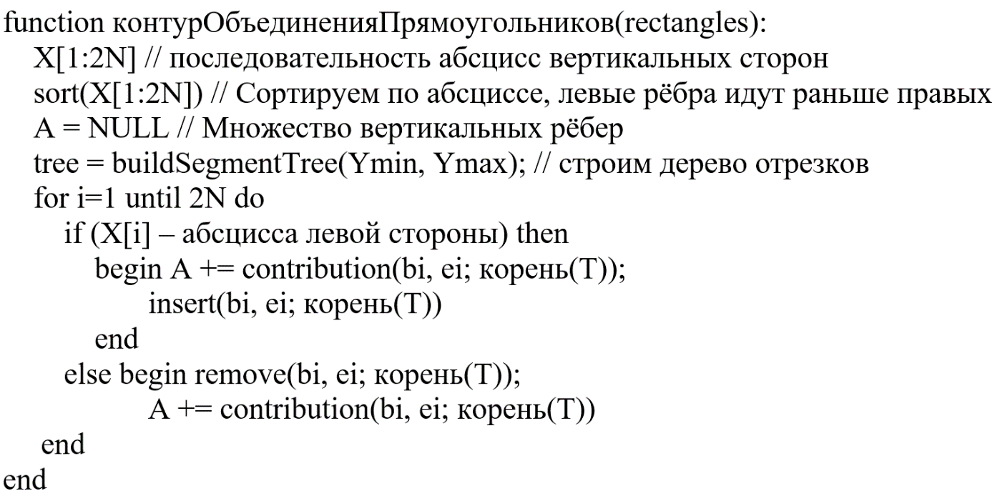 function контурОбъединенияПрямоугольников(rectangles):
X[1:2N] // последовательность абсцисс вертикальных сторон
sort(X[1:2N]) // Сортируем по абсциссе, левые рёбра идут раньше правых
A = NULL // Множество вертикальных рёбер
tree = buildSegmentTree(Ymin, Ymax); // строим дерево отрезков
for i=1 until 2N do
if (X[i] – абсцисса левой стороны) then
begin A += contribution(bi, ei; корень(T));
insert(bi, ei; корень(T))
end
else begin remove(bi, ei; корень(T));
A += contribution(bi, ei; корень(T))
end
end